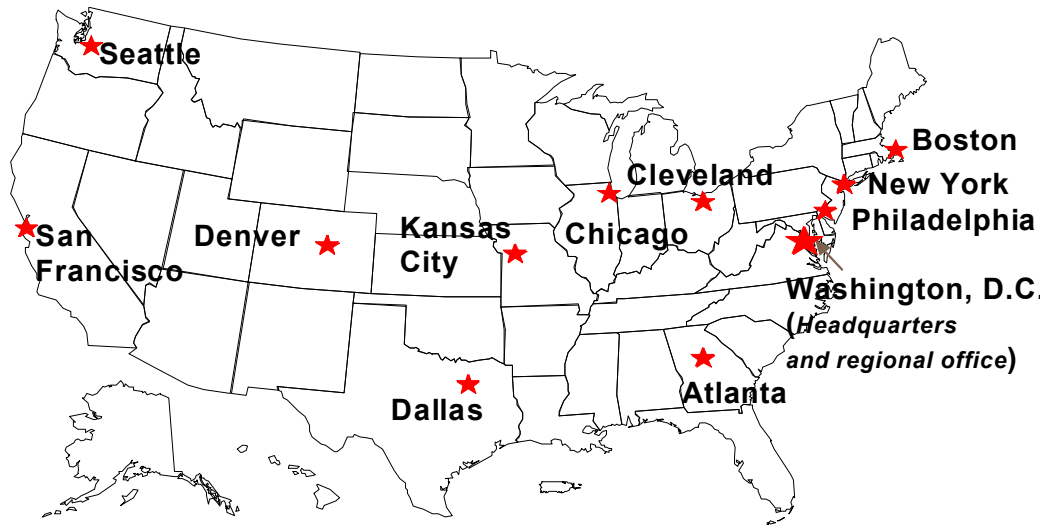 Seattle
Boston
Cleveland
New York
Philadelphia
Chicago
Kansas
City
Denver
San
Francisco
Washington, D.C.
(Headquarters
and regional office)
Atlanta
Dallas